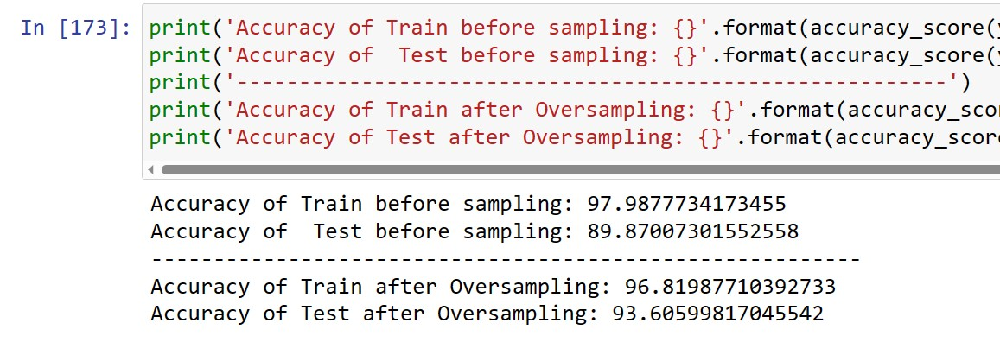 In [173]: print('Accuracy of Train before sampling: {}'.format(accuracy_score(y
print('Accuracy of  Test before sampling: {}'.format(accuracy_score(y
print('---------------------------------------------------------')
print('Accuracy of Train after Oversampling: {}'.format(accuracy_sco
print('Accuracy of Test after Oversampling: {}'.format(accuracy_score
Accuracy of Train before sampling: 97.9877734173455
Accuracy of  Test before sampling: 89.87007301552558
---------------------------------------------------------
Accuracy of Train after Oversampling: 96.81987710392733
Accuracy of Test after Oversampling: 93.60599817045542